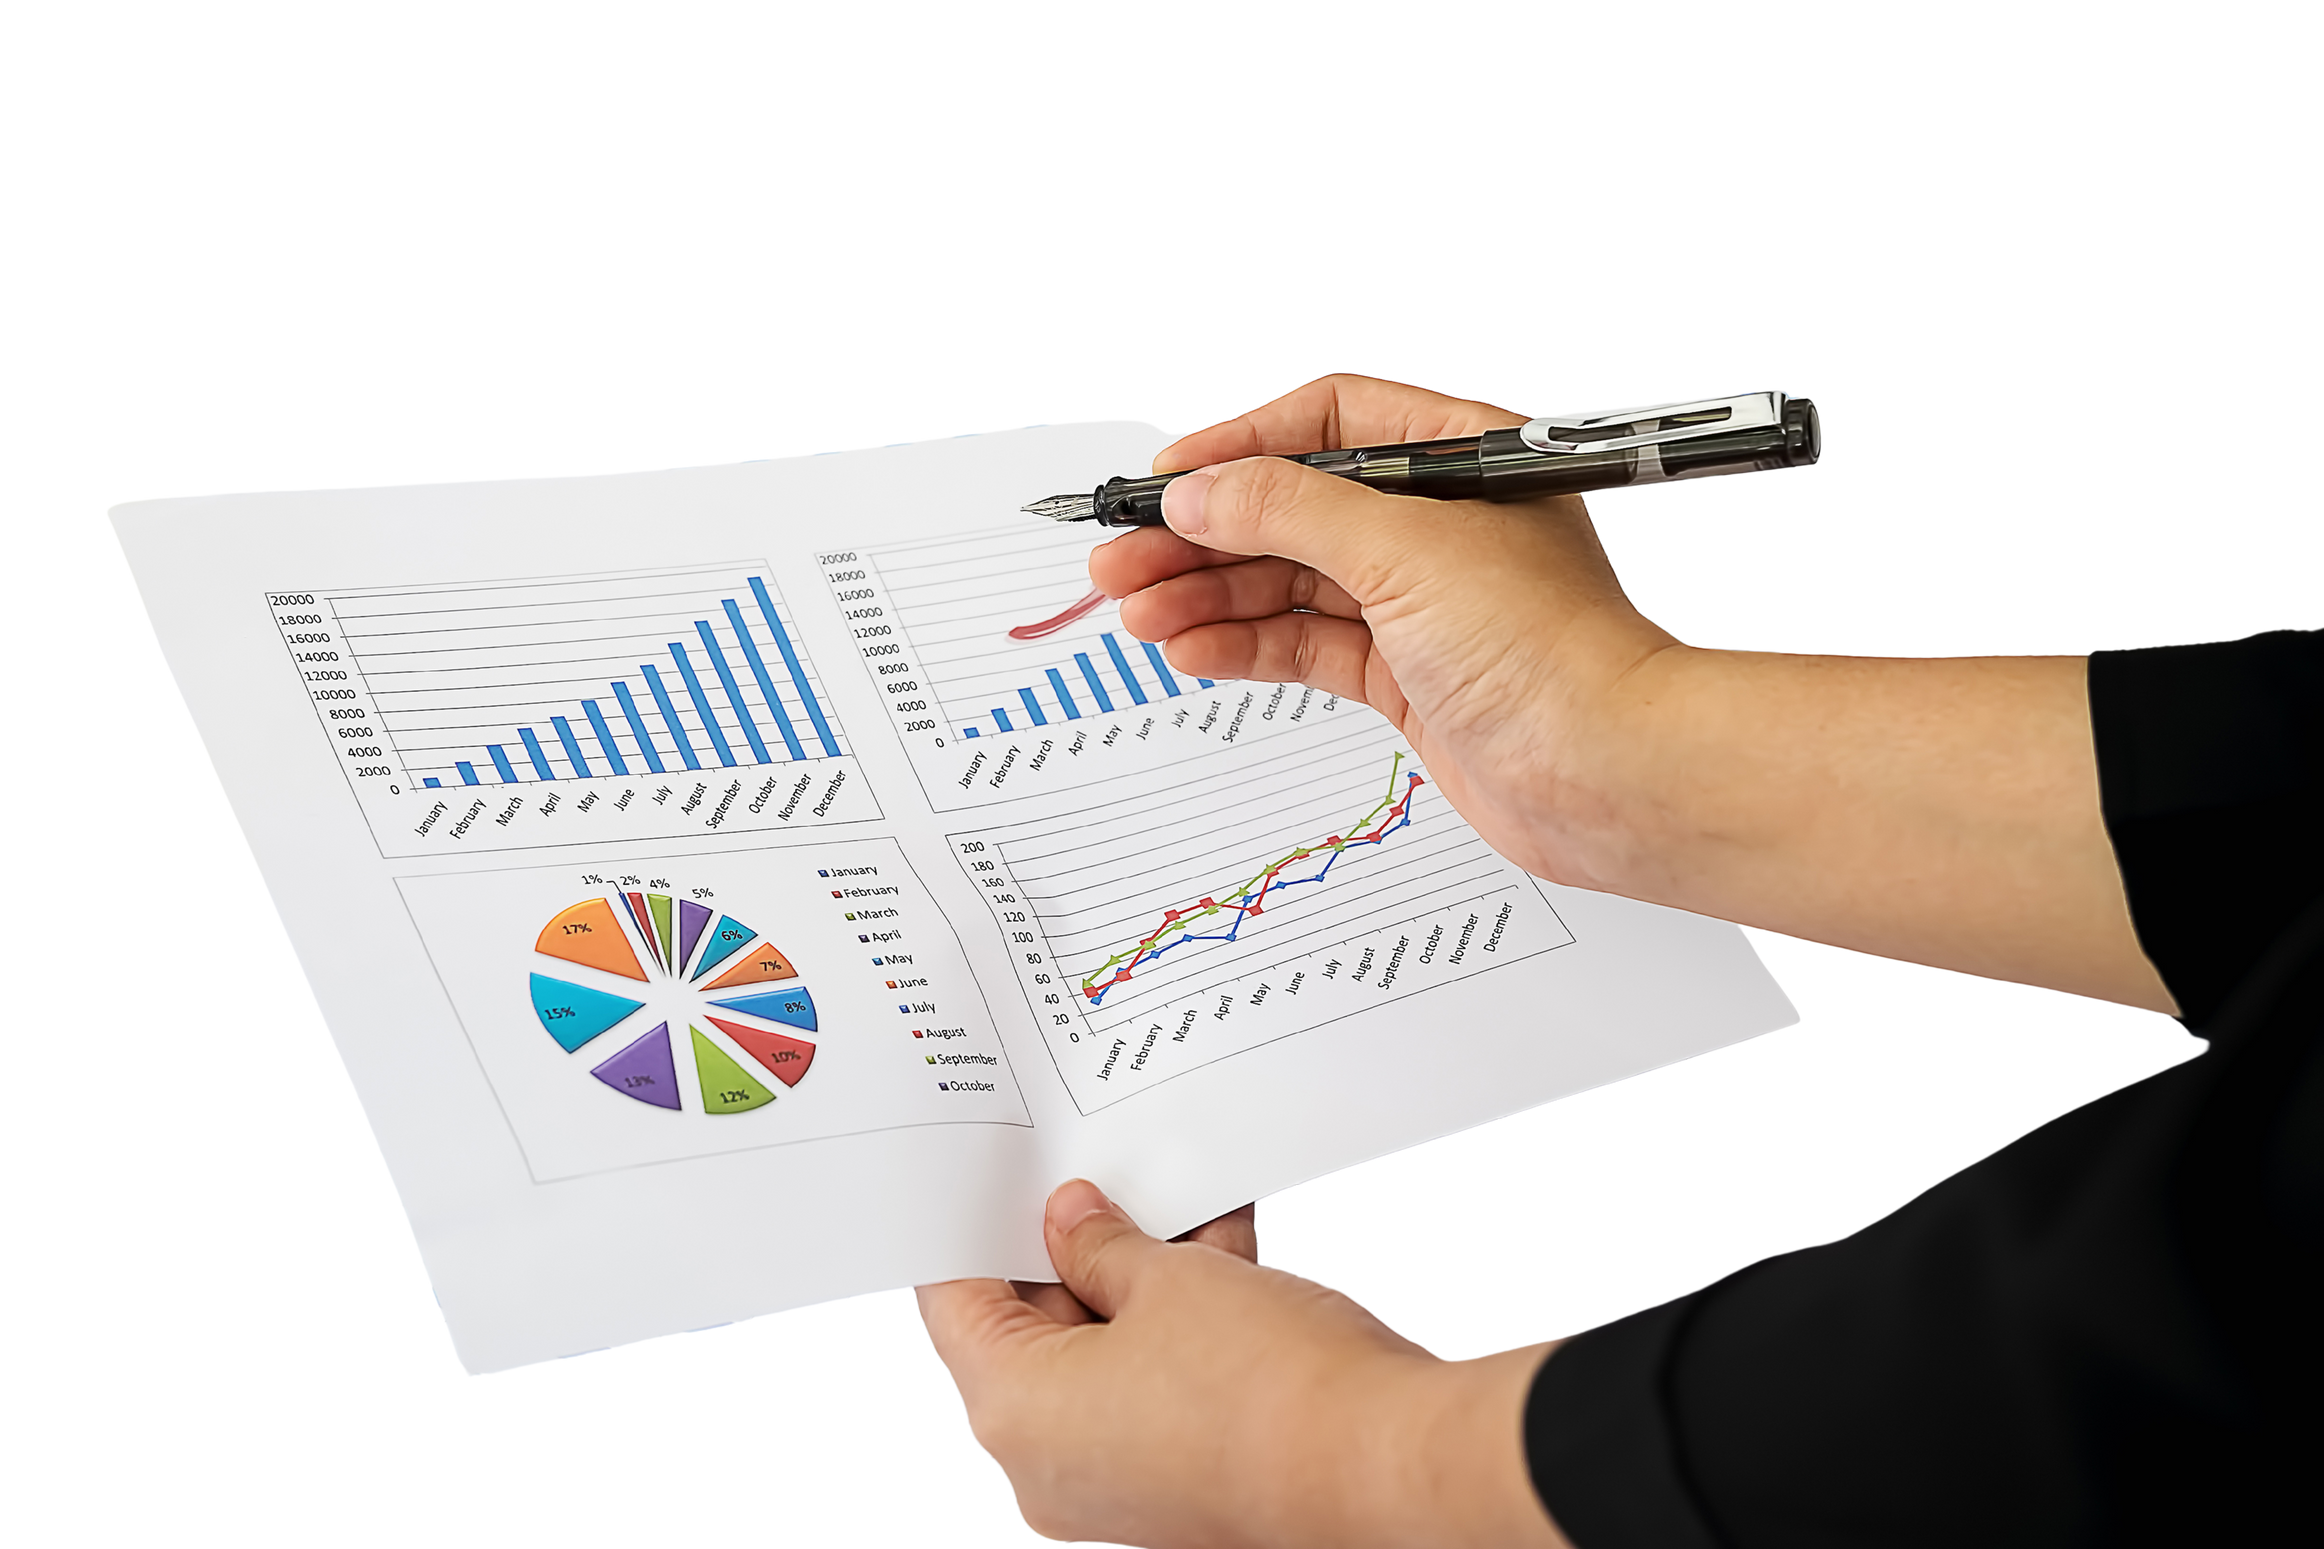 20000
18000
16000
14000
12000
10000
8000
6000
4000
2000
0
January
February
March
April
May
June
July
August
September
October
November
December
20000
18000
16000
14000
12000
10000
8000
6000
4000
2000
0
January
February
March
April
May
June
July
August
September
October
Novem
Dec
1%
2%
4%
5%
6%
7%
8%
10%
12%
13%
15%
17%
January
February
March
April
May
June
July
August
September
October
200
180
160
140
120
100
80
60
40
20
0
January
February
March
April
May
June
July
August
September
October
November
December